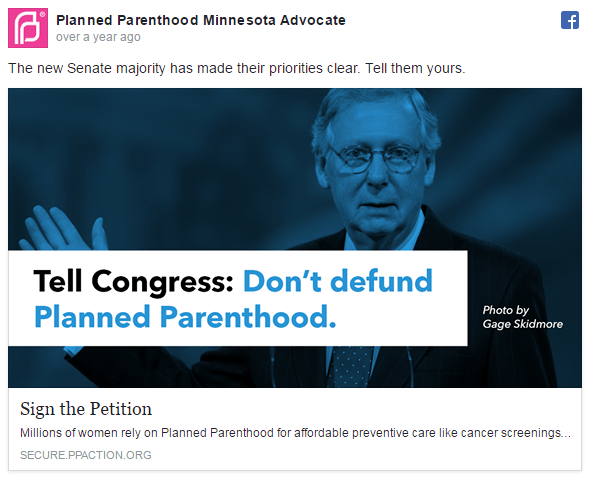 Planned Parenthood Minnesota Advocate
over a year ago
The new Senate majority has made their priorities clear. Tell them yours.
Tell Congress: Don't defund
Planned Parenthood.
Photo by
Gage Skidmore
Sign the Petition
Millions of women rely on Planned Parenthood for affordable preventive care like cancer screenings...
SECURE.PPACTION.ORG